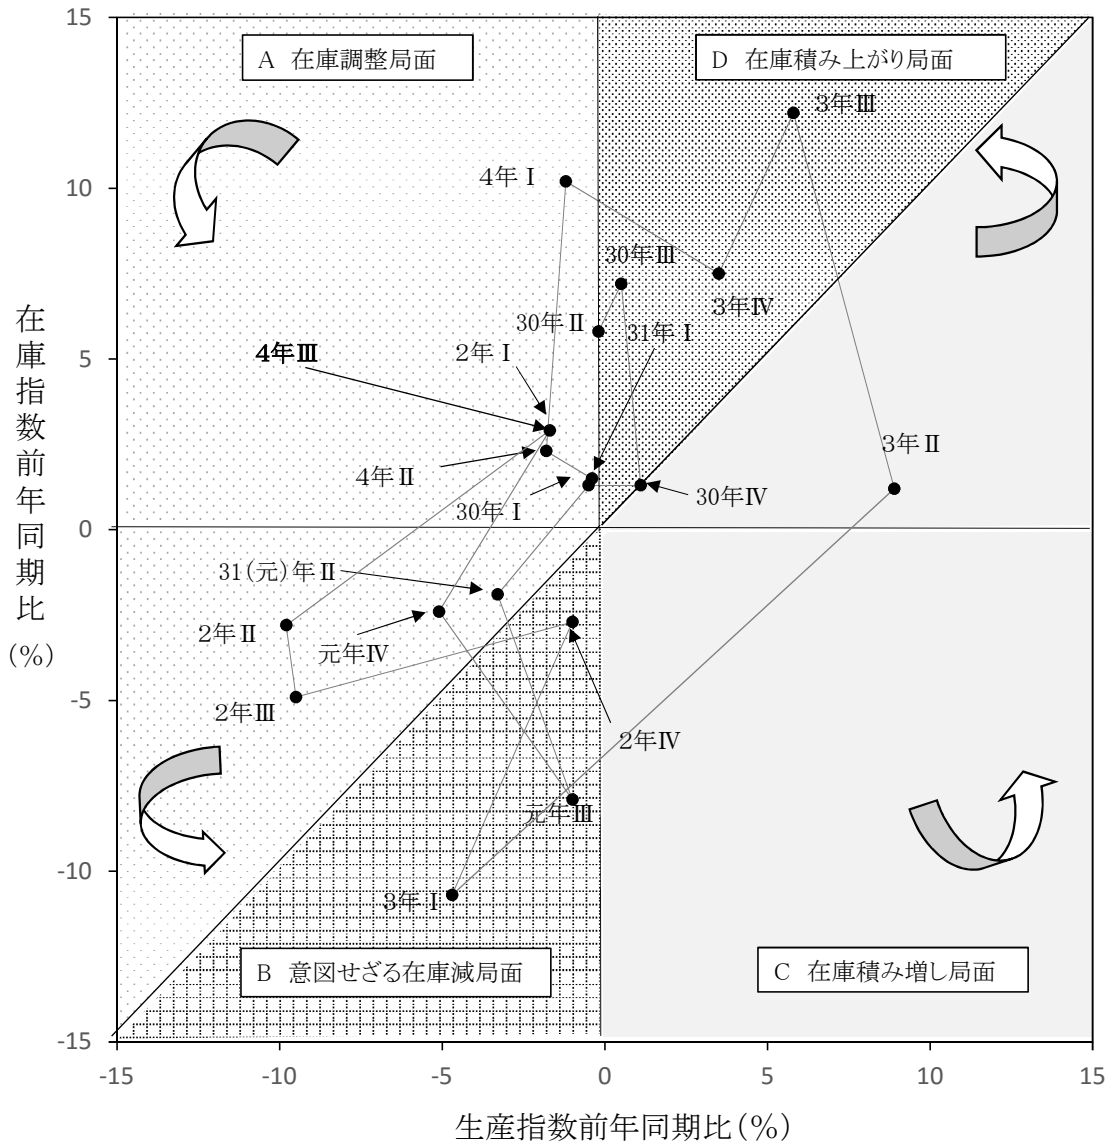 15
A 在庫調整局面
D 在庫積み上がり局面
3年Ⅲ
4年Ⅰ
10
30年Ⅲ
3年Ⅳ
30年Ⅱ
31年Ⅰ
2年Ⅰ
4年Ⅲ
5
3年Ⅱ
4年Ⅱ
30年Ⅳ
30年Ⅰ
0
31(元)年Ⅱ
2年Ⅱ
元年Ⅳ
2年Ⅲ
-5
2年Ⅳ
元年Ⅲ
-10
3年Ⅰ
B 意図せざる在庫減局面
C 在庫積み増し局面
-15
-15 -10 -5 0 5 10 15
在庫指数前年同期比(%)
生産指数前年同期比(%)